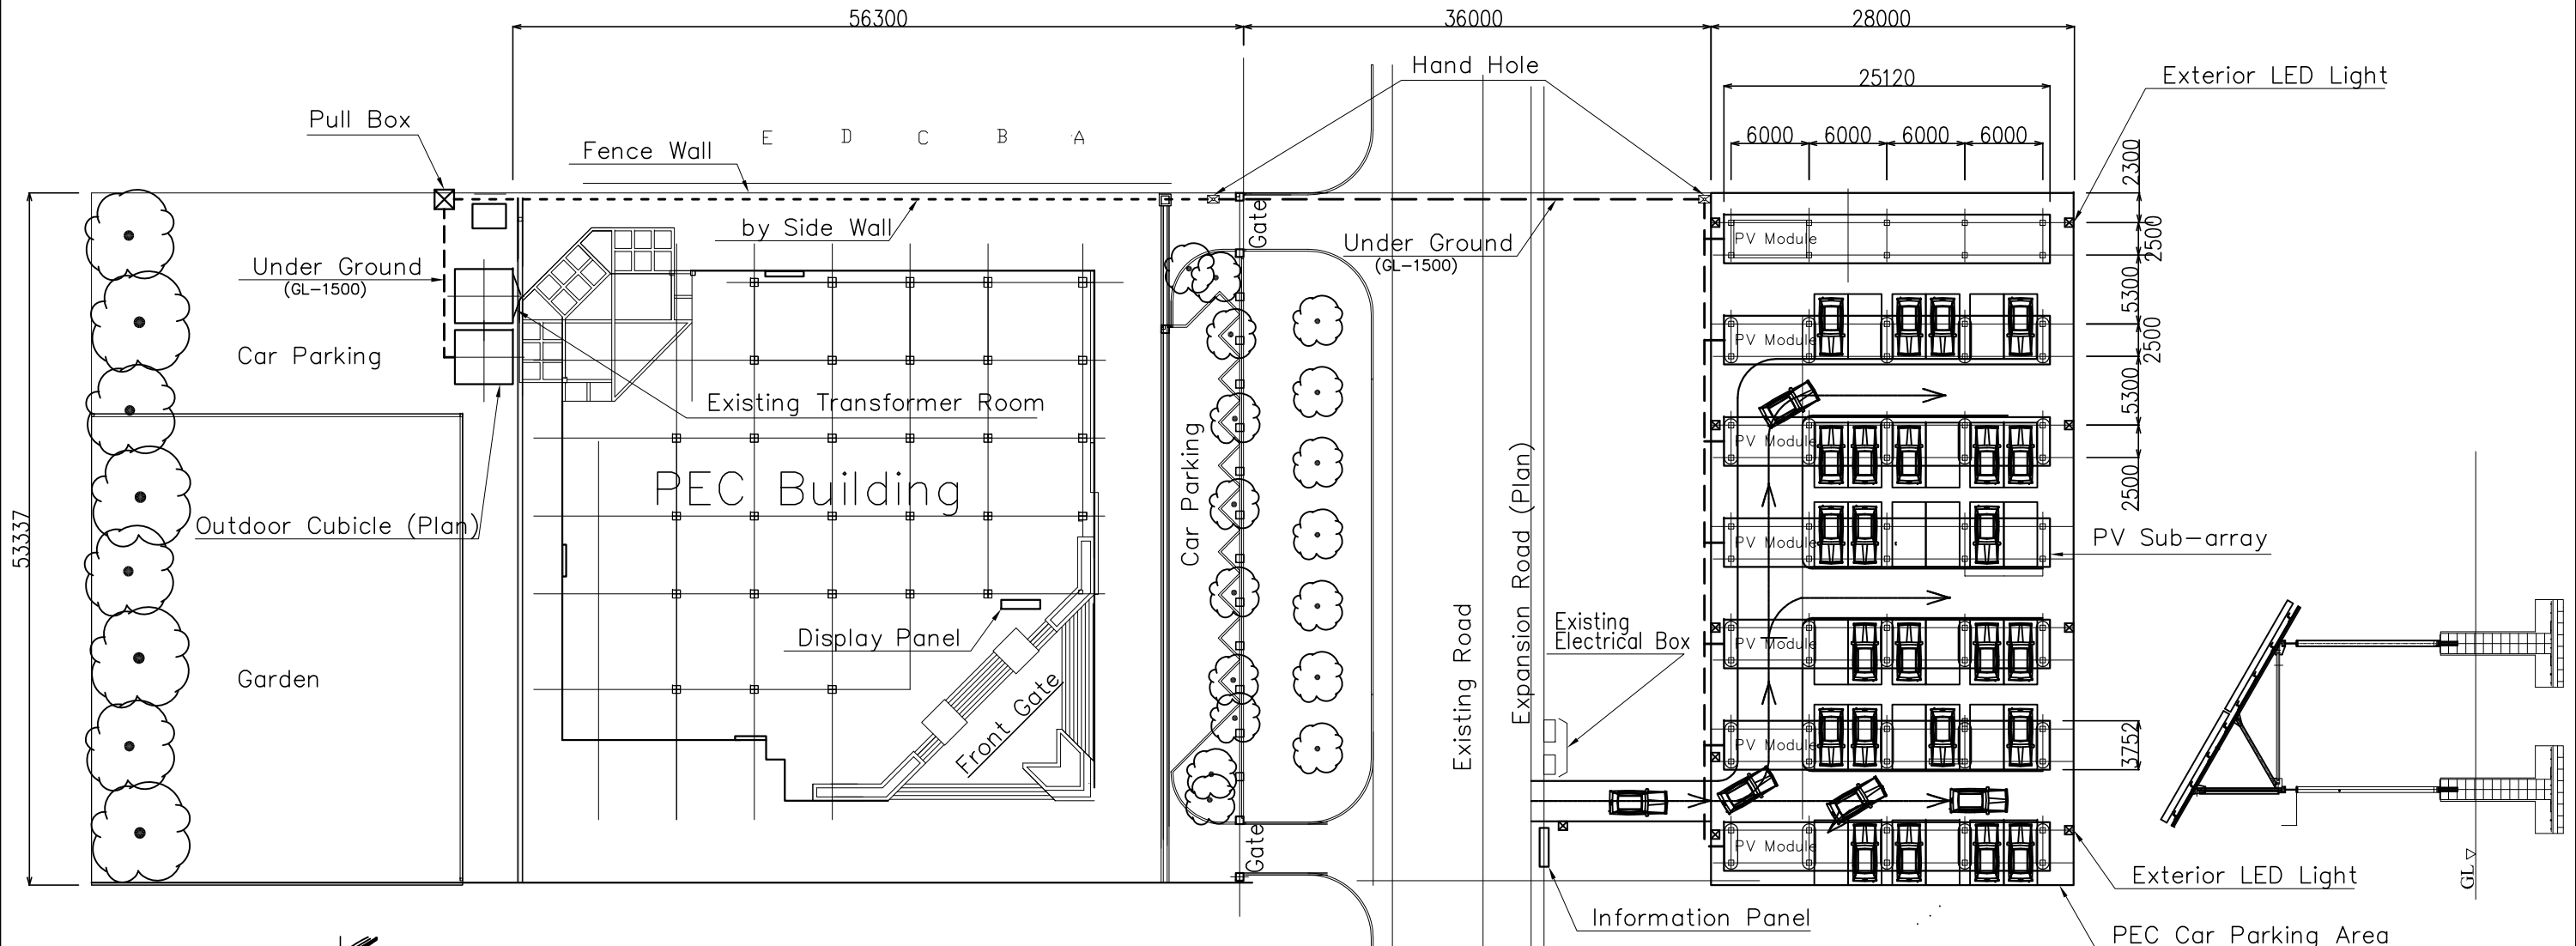 56300
36000
28000
Hand Hole
Exterior LED Light
25120
Pull Box
E D C B A
6000 6000 6000 6000
Fence Wall
2300
Gate
by Side Wall
Under Ground
(GL-1500)
PV Module
2500
Under Ground
(GL-1500)
5300
PV Module
2500
Car Parking
Existing Transformer Room
5300
PV Module
Car Parking
PEC Building
Expansion Road (Plan)
2500
Outdoor Cubicle (Plan)
53337
PV Module
PV Sub-array
Existing Road
Existing
Electrical Box
Display Panel
PV Module
Garden
Front Gate
PV Module
3752
Gate
PV Module
GL
Exterior LED Light
Information Panel
PEC Car Parking Area